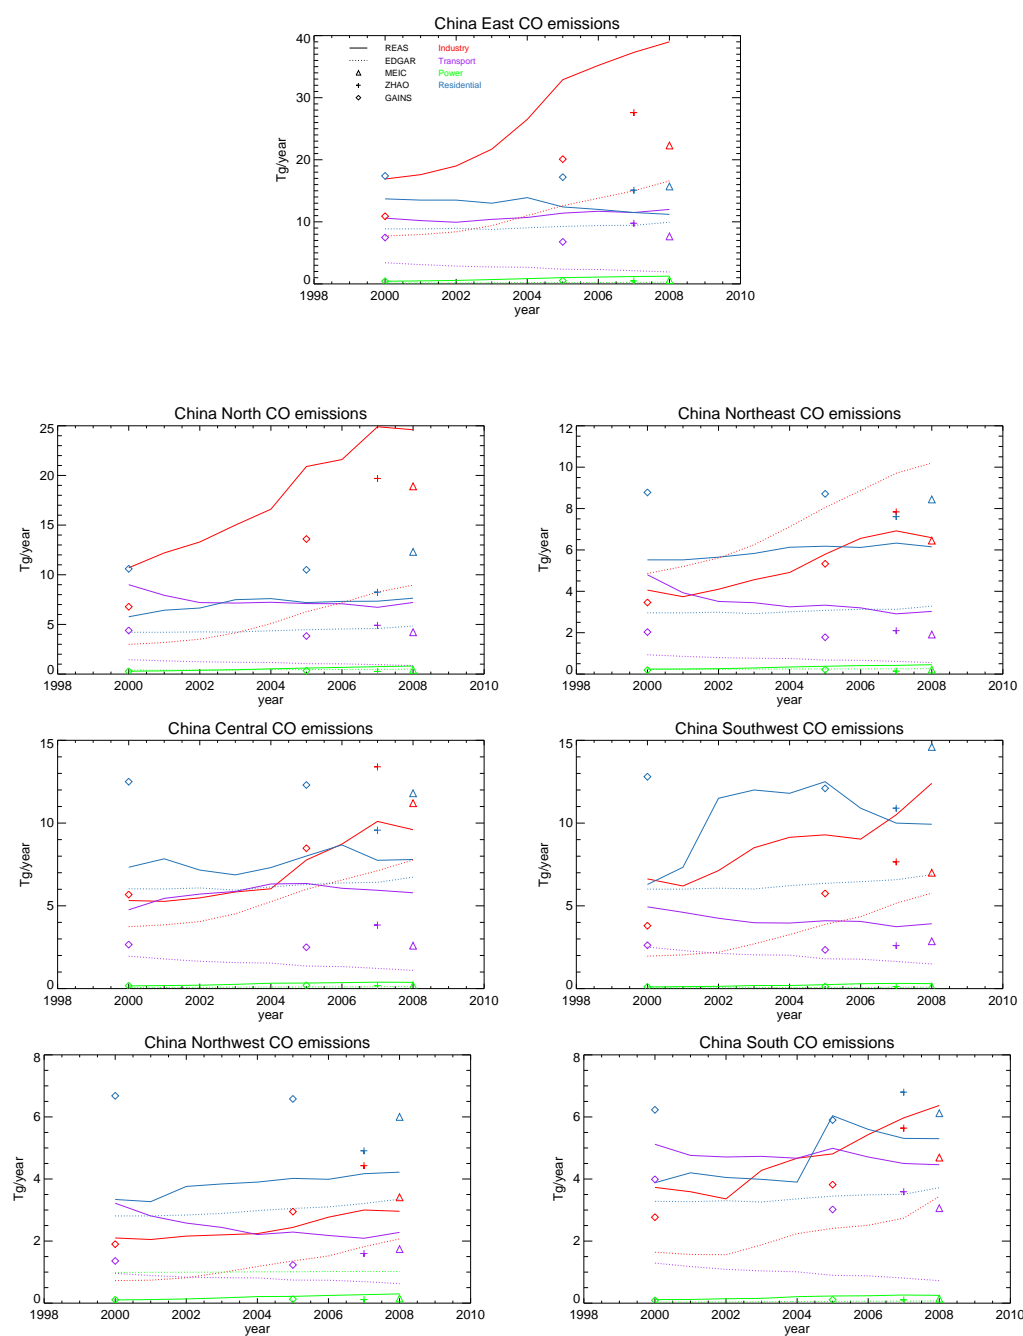 China East CO emissions
40
30
20
10
0
Tg/year
REAS Industry
EDGAR Transport
MEIC Power
ZHAO Residential
GAINS
1998 2000 2002 2004 2006 2008 2010
year
China North CO emissions
25
20
15
10
5
0
Tg/year
1998 2000 2002 2004 2006 2008 2010
year
China Northeast CO emissions
12
10
8
6
4
2
0
Tg/year
1998 2000 2002 2004 2006 2008 2010
year
China Central CO emissions
15
10
5
0
Tg/year
1998 2000 2002 2004 2006 2008 2010
year
China Southwest CO emissions
15
10
5
0
Tg/year
1998 2000 2002 2004 2006 2008 2010
year
China Northwest CO emissions
8
6
4
2
0
Tg/year
1998 2000 2002 2004 2006 2008 2010
year
China South CO emissions
8
6
4
2
0
Tg/year
1998 2000 2002 2004 2006 2008 2010
year